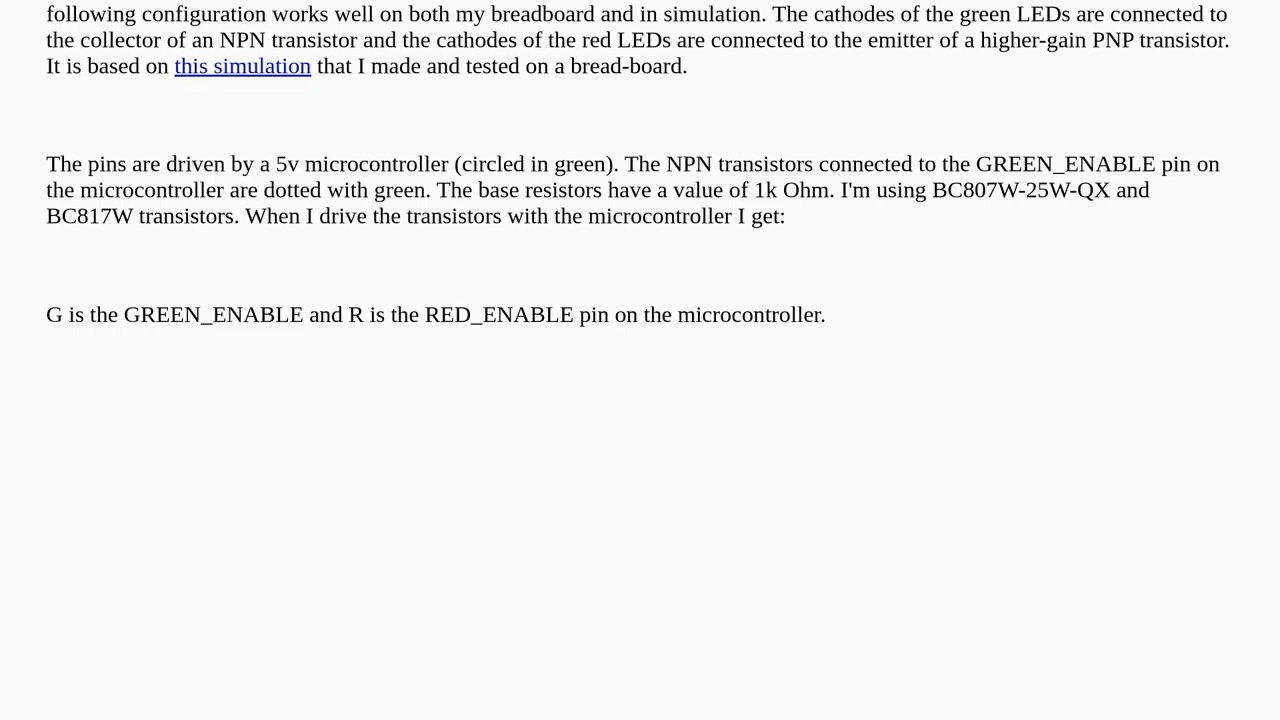 following configuration works well on both my breadboard and in simulation. The cathodes of the green LEDs are connected to
the collector of an NPN transistor and the cathodes of the red LEDs are connected to the emitter of a higher-gain PNP transistor.
It is based on this simulation that I made and tested on a bread-board.
The pins are driven by a 5v microcontroller (circled in green). The NPN transistors connected to the GREEN_ENABLE pin on
the microcontroller are dotted with green. The base resistors have a value of 1k Ohm. I'm using BC807W-25W-QX and
BC817W transistors. When I drive the transistors with the microcontroller I get:
G is the GREEN_ENABLE and R is the RED_ENABLE pin on the microcontroller.